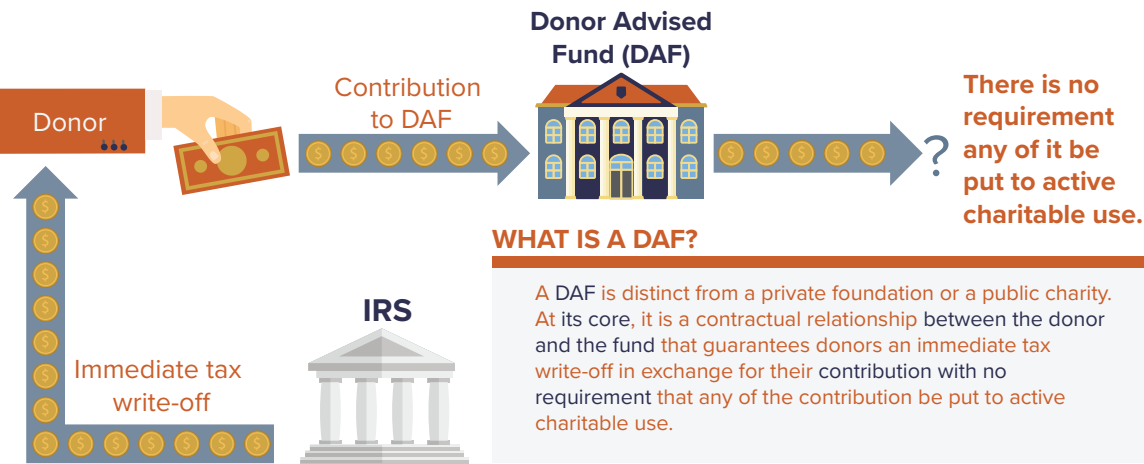 Donor Advised
Fund (DAF)
Donor
Contribution
to DAF
?
There is no
requirement
any of it be
put to active
charitable use.
WHAT IS A DAF?
A DAF is distinct from a private foundation or a public charity.
At its core, it is a contractual relationship between the donor
and the fund that guarantees donors an immediate tax
write-off in exchange for their contribution with no
requirement that any of the contribution be put to active
charitable use.
IRS
Immediate tax
write-off